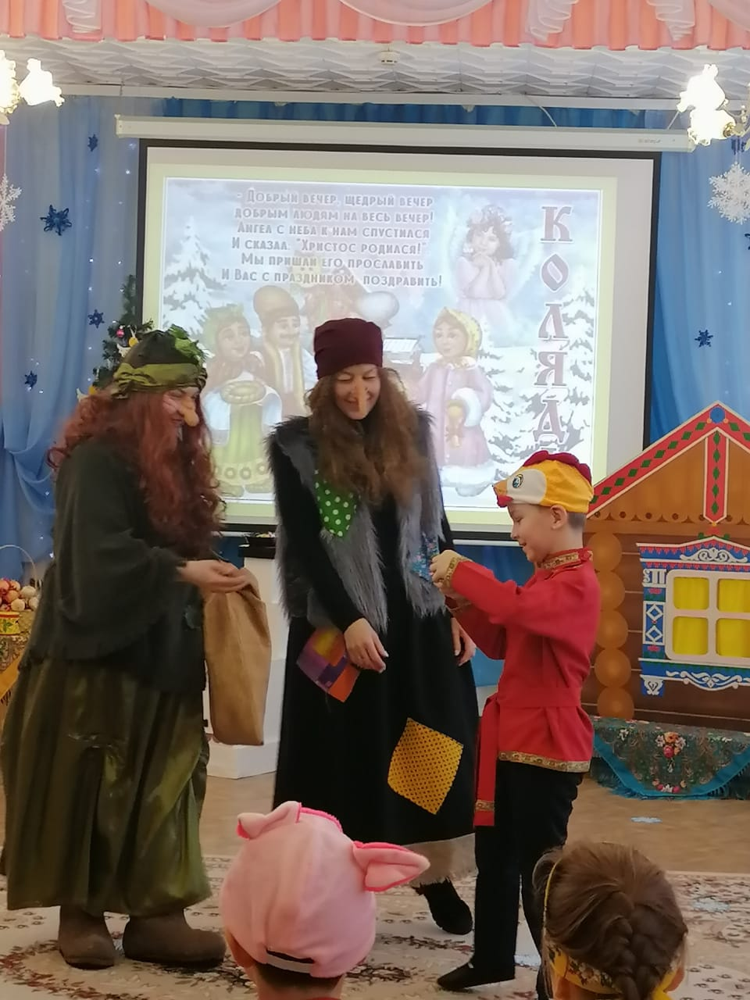 - Добрый вечер, щедрый вечер
добрым людям на весь вечер!
Ангел с неба к нам спустился
И сказал: "Христос родился!"
Мы пришли его прославить
И Вас с праздником поздравить!
КОЛЯД